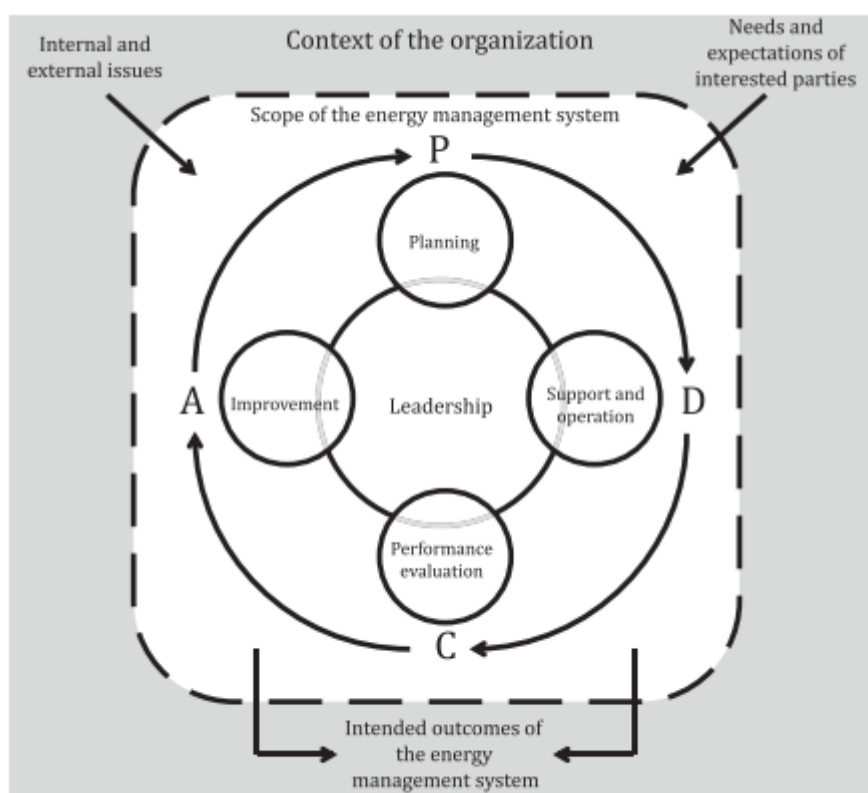 Internal and
external issues
Context of the organization
Needs and
expectations of
interested parties
Scope of the energy management system
P
Planning
A
Improvement
Leadership
Support and
operation
D
Performance
evaluation
C
Intended outcomes of
the energy
management system